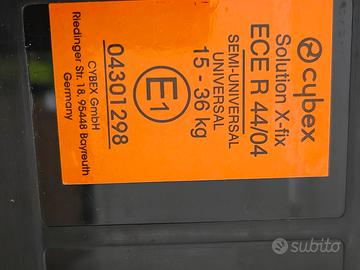 cybex
Solution X-fix
ECE R 44/04
SEMI-UNIVERSAL
UNIVERSAL
15 - 36 kg
E1
04301298
CYBEX GmbH
Riedinger Str. 18, 95448 Bayreuth
Germany
subito